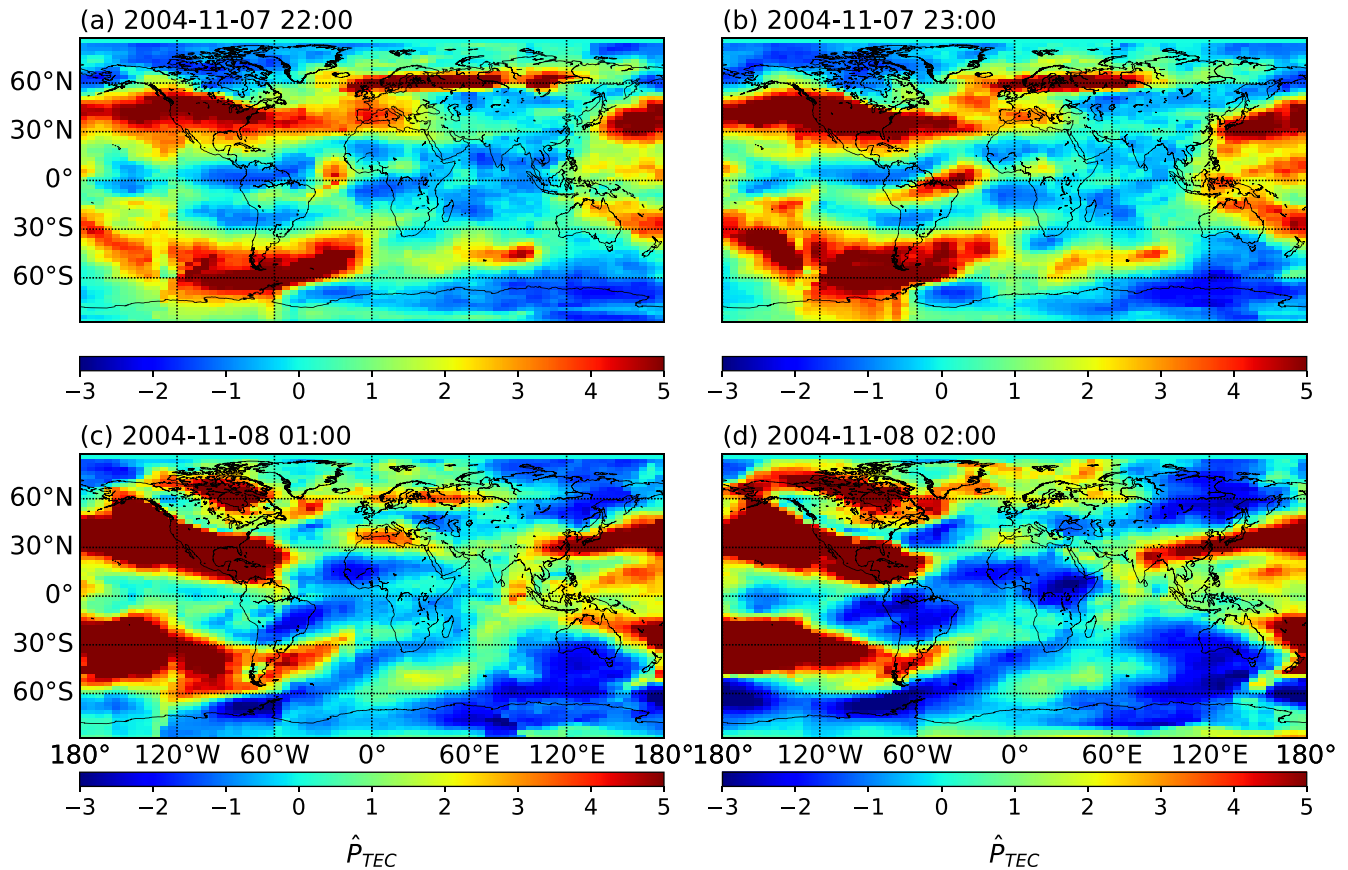 (a) 2004-11-07 22:00
(b) 2004-11-07 23:00
60°N
30°N
0°
30°S
60°S
−3 −2 −1 0 1 2 3 4 5
−3 −2 −1 0 1 2 3 4 5
(c) 2004-11-08 01:00
(d) 2004-11-08 02:00
60°N
30°N
0°
30°S
60°S
180° 120°W 60°W 0° 60°E 120°E 180°
180° 120°W 60°W 0° 60°E 120°E 180°
−3 −2 −1 0 1 2 3 4 5
−3 −2 −1 0 1 2 3 4 5
P̂TEC
P̂TEC